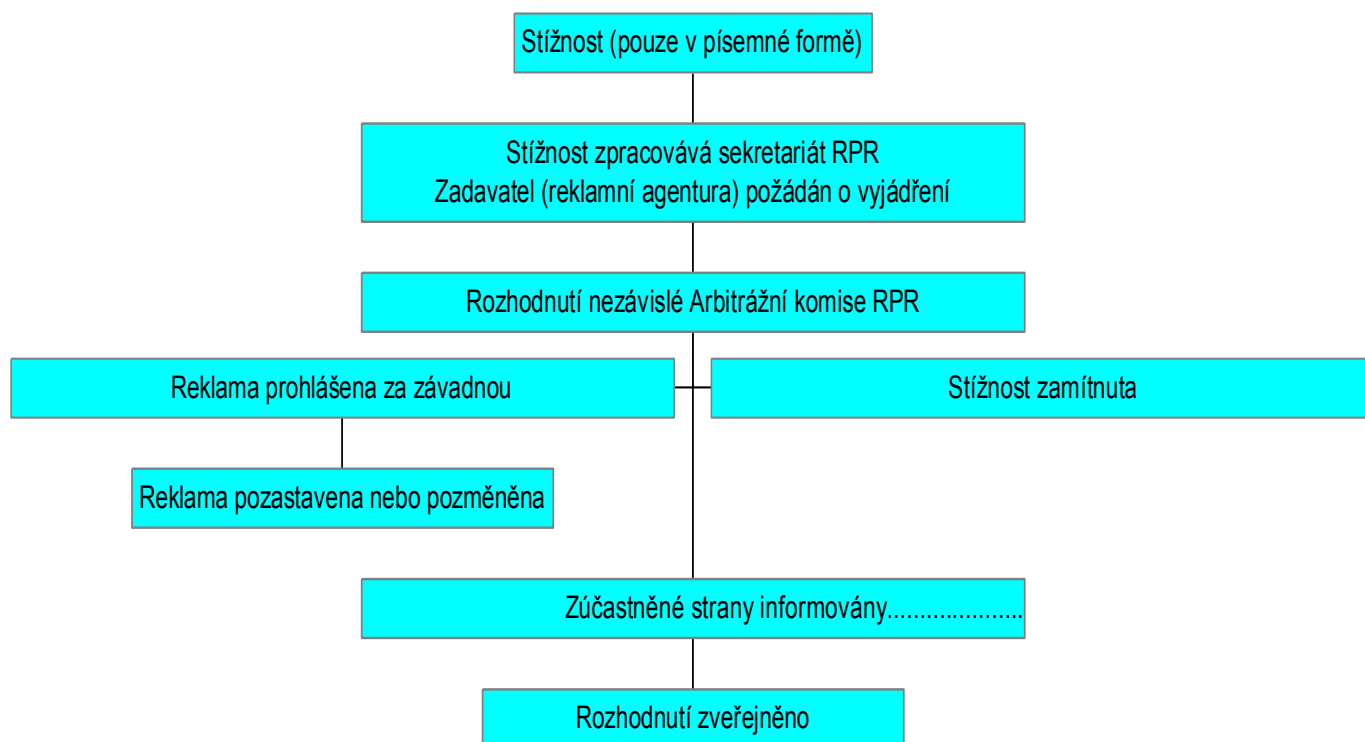 Stížnost (pouze v písemné formě)
Stížnost zpracovává sekretariát RPR
Zadavatel (reklamní agentura) požádán o vyjádření
Rozhodnutí nezávislé Arbitrážní komise RPR
Reklama prohlášena za závadnou
Stížnost zamítnuta
Reklama pozastavena nebo pozměněna
Zúčastněné strany informovány.....................
Rozhodnutí zveřejněno